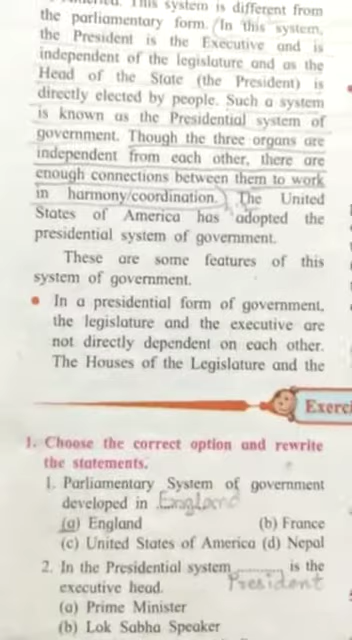 This system is different from
the parliamentary form. In this system,
the President is the Executive and is
independent of the legislature and as the
Head of the State (the President) is
directly elected by people. Such a system
is known as the Presidential system of
government. Though the three organs are
independent from each other, there are
enough connections between them to work
in harmony/coordination. The United
States of America has adopted the
presidential system of government.
These are some features of this
system of government.
• In a presidential form of government,
the legislature and the executive are
not directly dependent on each other.
The Houses of the Legislature and the
Exerci
1. Choose the correct option and rewrite
the statements.
1. Parliamentary System of government
developed in England
(a) England (b) France
(c) United States of America (d) Nepal
2. In the Presidential system ............ is the
executive head. President
(a) Prime Minister
(b) Lok Sabha Speaker